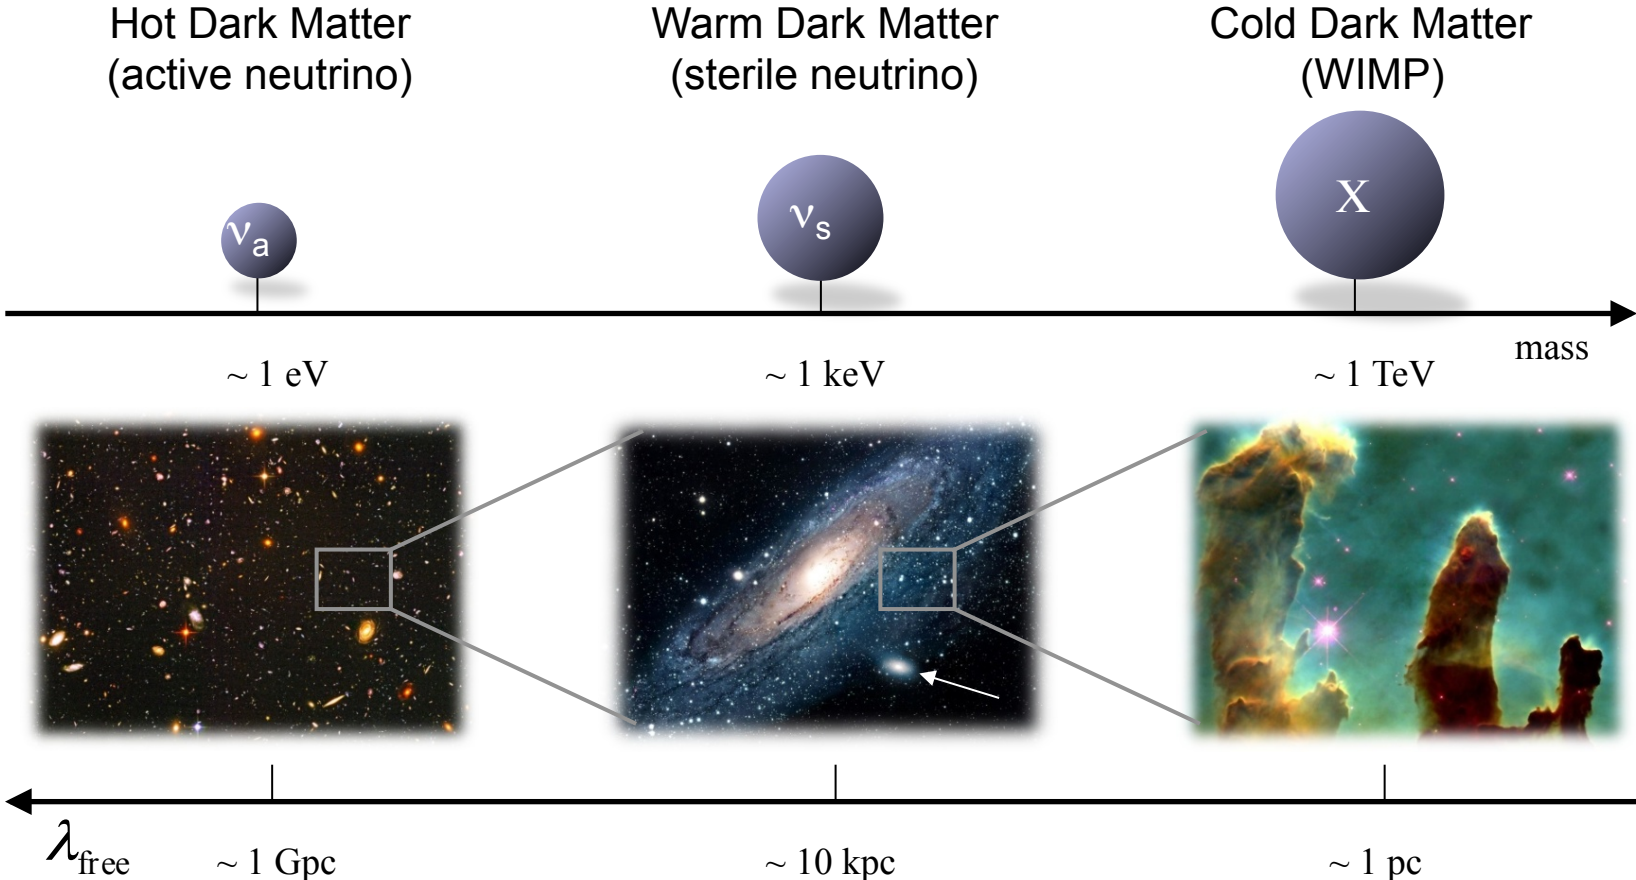 Hot Dark Matter
(active neutrino)
Warm Dark Matter
(sterile neutrino)
Cold Dark Matter
(WIMP)
νa
νs
X
mass
~ 1 eV
~ 1 keV
~ 1 TeV
λfree
~ 1 Gpc
~ 10 kpc
~ 1 pc